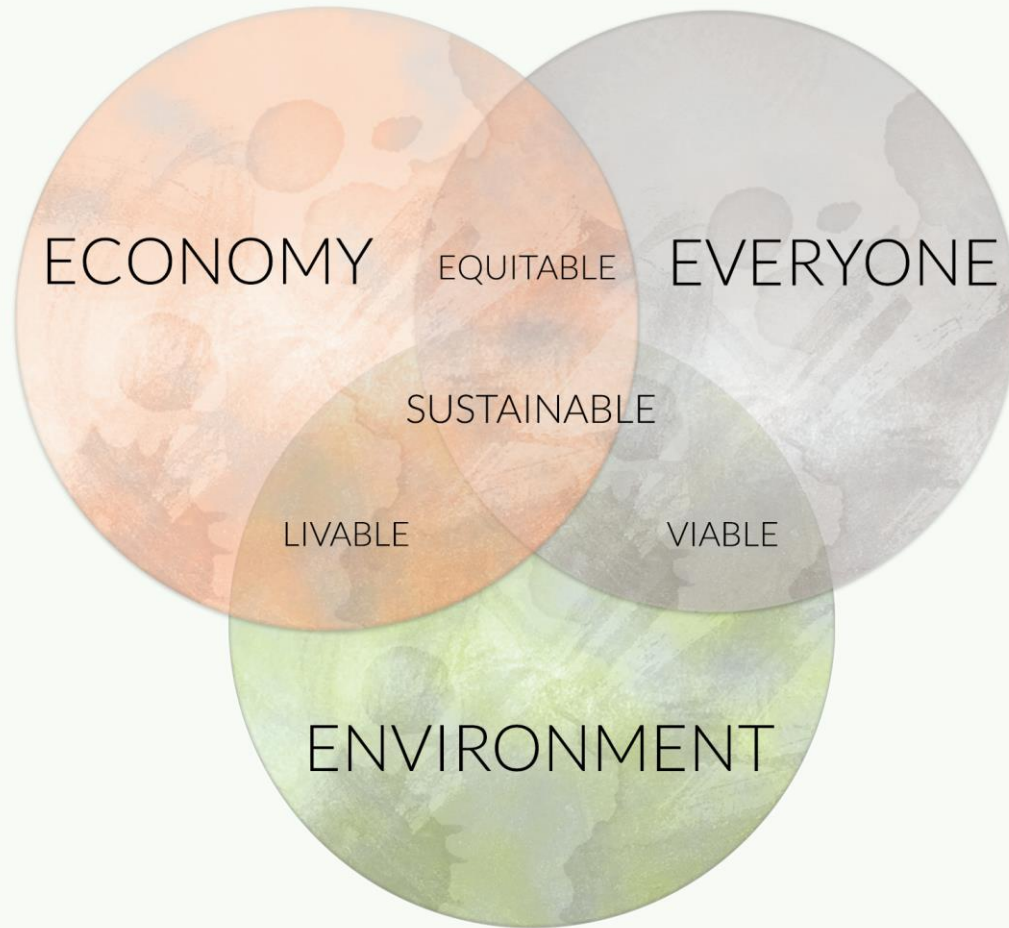 ECONOMY
EQUITABLE
EVERYONE
SUSTAINABLE
LIVABLE
VIABLE
ENVIRONMENT